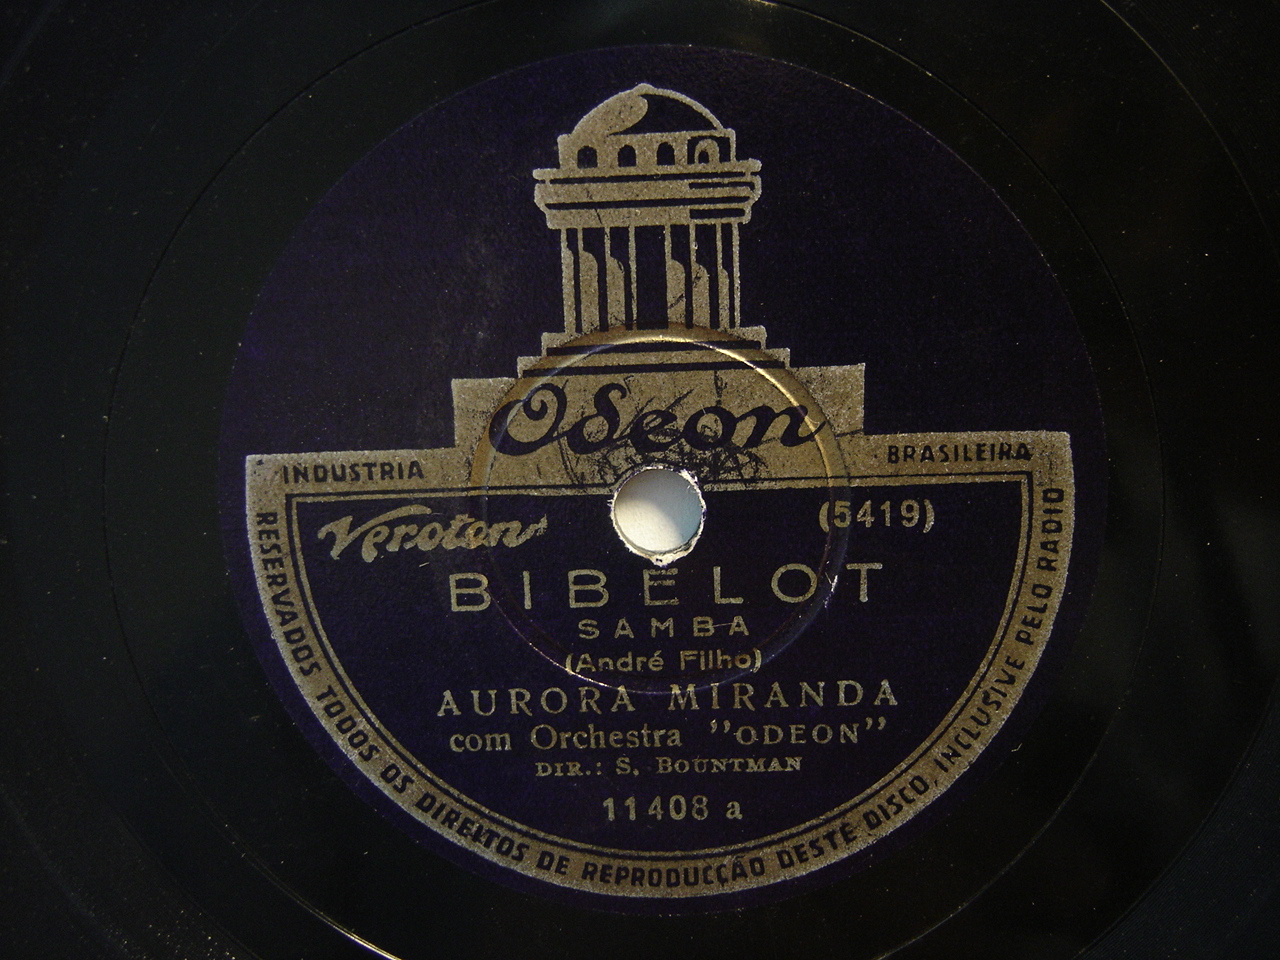 Odeon
INDUSTRIA BRASILEIRA
Veroton (5419)
BIBELOT
SAMBA
(André Filho)
AURORA MIRANDA
com Orchestra "ODEON"
DIR.: S. BOUNTMAN
11408 a
RESERVADOS TODOS OS DIREITOS DE REPRODUCÇÃO DESTE DISCO, INCLUSIVE PELO RADIO